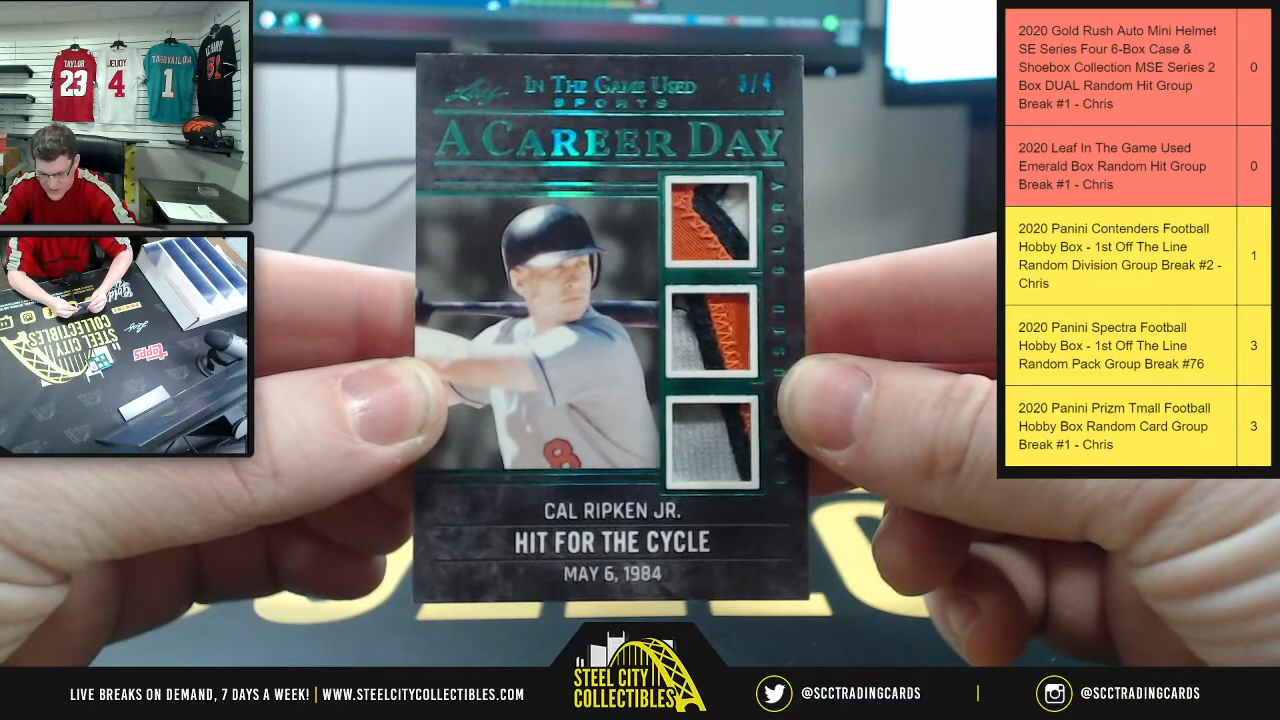 TAYLOR
23
JEUDY
4
TAGOVAILOA
1
51
STEEL CITY
COLLECTIBLES
Topps
Leaf
IN THE GAME USED
SPORTS
3/4
A CAREER DAY
8
CAL RIPKEN JR.
HIT FOR THE CYCLE
MAY 6, 1984
2020 Gold Rush Auto Mini Helmet
SE Series Four 6-Box Case &
Shoebox Collection MSE Series 2
Box DUAL Random Hit Group
Break #1 - Chris
0
2020 Leaf In The Game Used
Emerald Box Random Hit Group
Break #1 - Chris
0
2020 Panini Contenders Football
Hobby Box - 1st Off The Line
Random Division Group Break #2 -
Chris
1
2020 Panini Spectra Football
Hobby Box - 1st Off The Line
Random Pack Group Break #76
3
2020 Panini Prizm Tmall Football
Hobby Box Random Card Group
Break #1 - Chris
3
LIVE BREAKS ON DEMAND, 7 DAYS A WEEK! | WWW.STEELCITYCOLLECTIBLES.COM
STEEL CITY
COLLECTIBLES
@SCCTRADINGCARDS
|
@SCCTRADINGCARDS